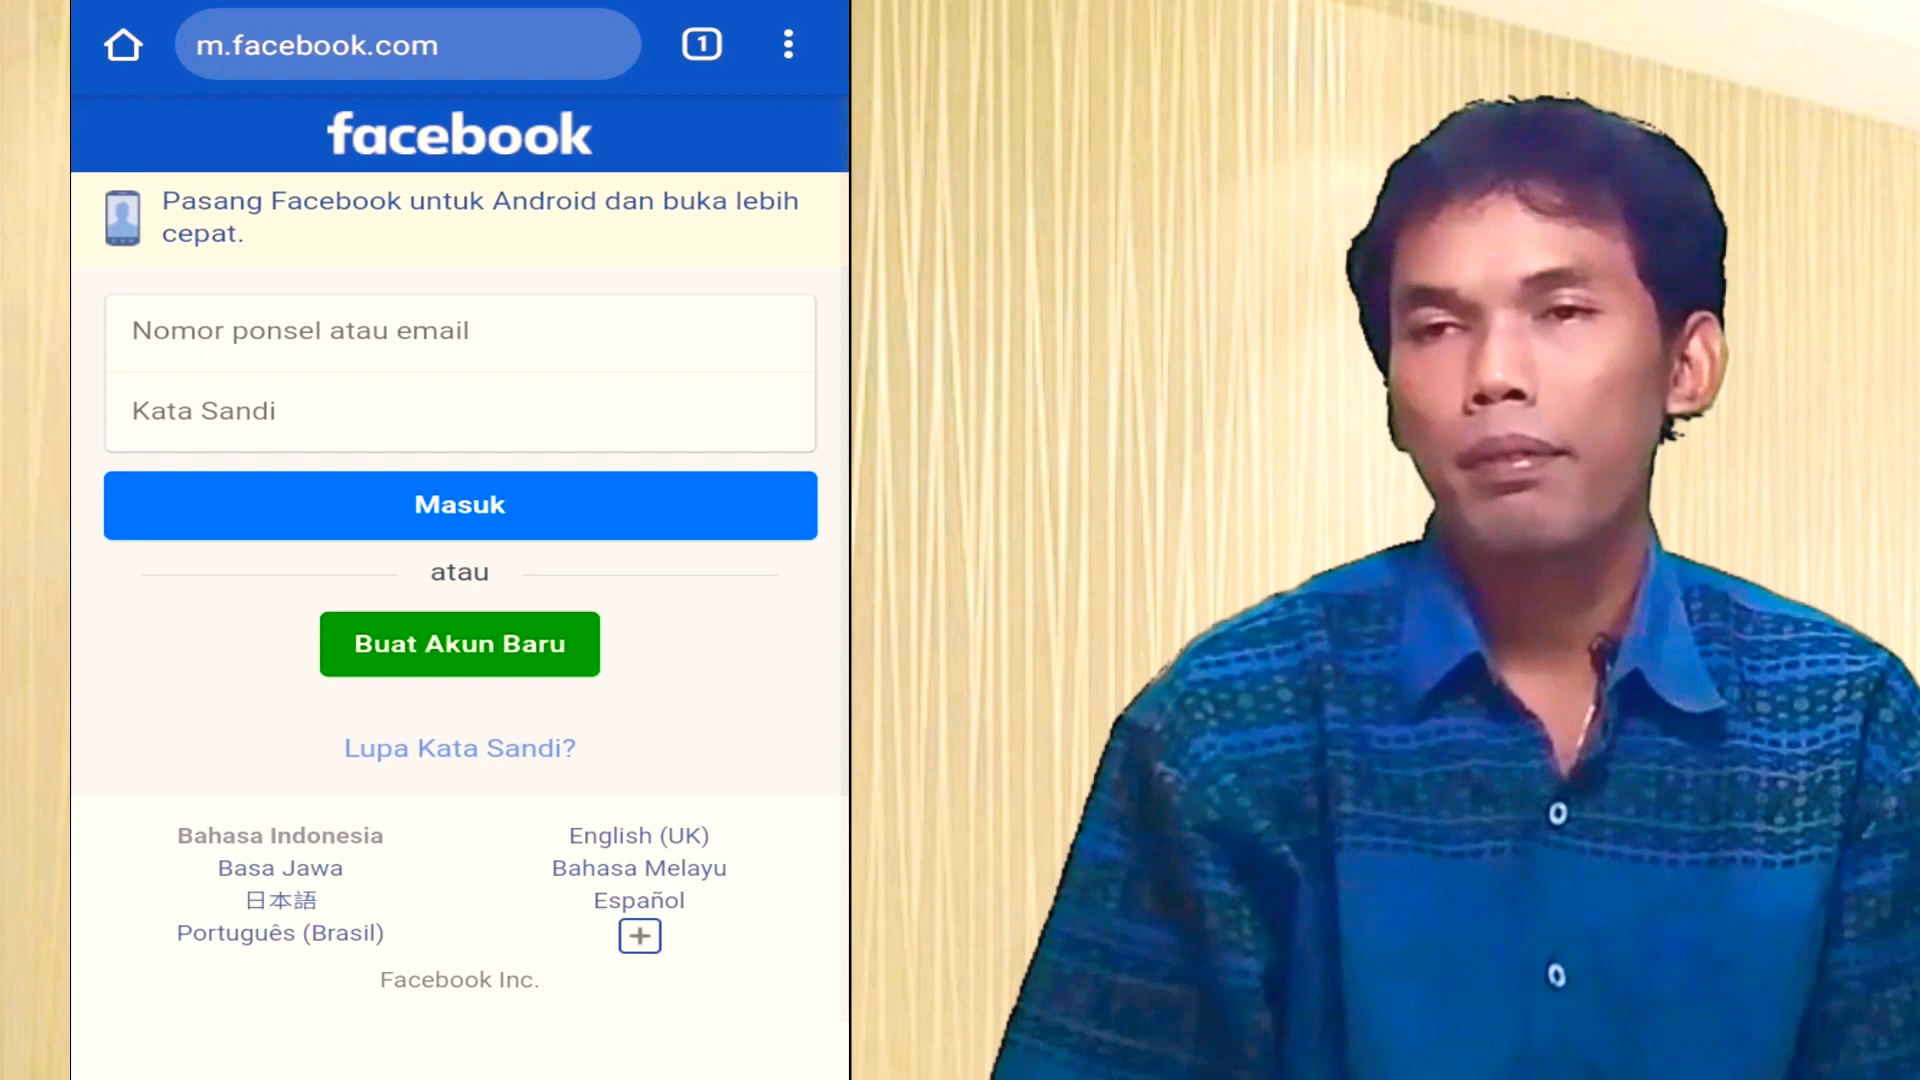 m.facebook.com
1
facebook
Pasang Facebook untuk Android dan buka lebih
cepat.
Nomor ponsel atau email
Kata Sandi
Masuk
atau
Buat Akun Baru
Lupa Kata Sandi?
Bahasa Indonesia
English (UK)
Basa Jawa
Bahasa Melayu
日本語
Español
Português (Brasil)
Facebook Inc.